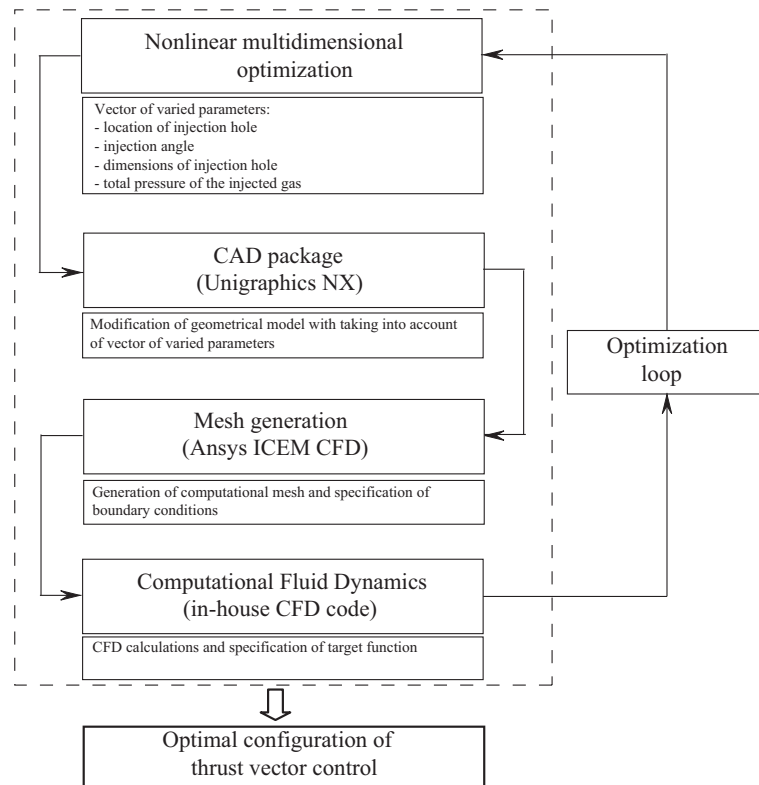 Nonlinear multidimensional
optimization
Vector of varied parameters:
- location of injection hole
- injection angle
- dimensions of injection hole
- total pressure of the injected gas
CAD package
(Unigraphics NX)
Modification of geometrical model with taking into account
of vector of varied parameters
Optimization
loop
Mesh generation
(Ansys ICEM CFD)
Generation of computational mesh and specification of
boundary conditions
Computational Fluid Dynamics
(in-house CFD code)
CFD calculations and specification of target function
Optimal configuration of
thrust vector control